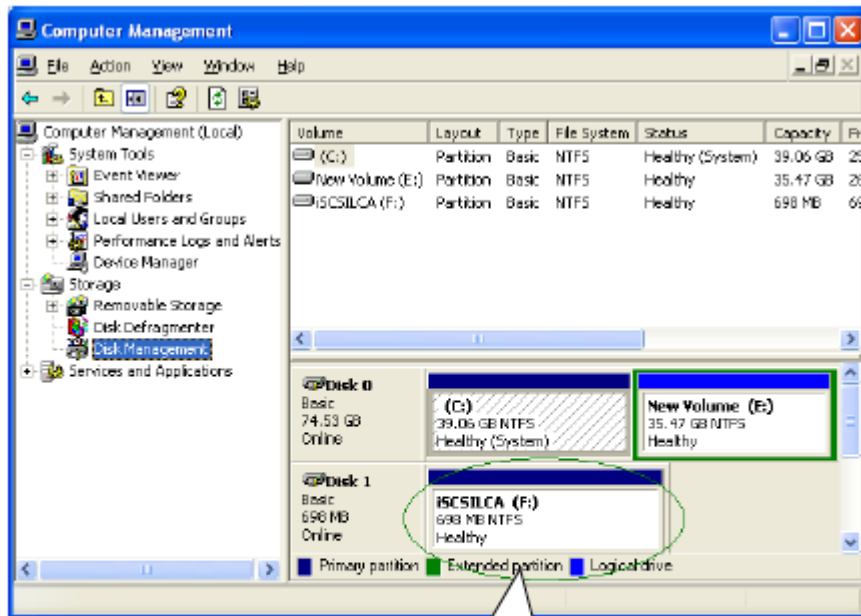 Computer Management
File Action View Window Help
Computer Management (Local)
System Tools
Event Viewer
Shared Folders
Local Users and Groups
Performance Logs and Alerts
Device Manager
Storage
Removable Storage
Disk Defragmenter
Disk Management
Services and Applications
Volume Layout Type File System Status Capacity
(C:) Partition Basic NTFS Healthy (System) 39.06 GB
New Volume (E:) Partition Basic NTFS Healthy 35.47 GB
iSCSILCA (F:) Partition Basic NTFS Healthy 698 MB
Disk 0
Basic
74.53 GB
Online
(C:)
39.06 GB NTFS
Healthy (System)
New Volume (E:)
35.47 GB NTFS
Healthy
Disk 1
Basic
698 MB
Online
iSCSILCA (F:)
698 MB NTFS
Healthy
Primary partition Extended partition Logical drive